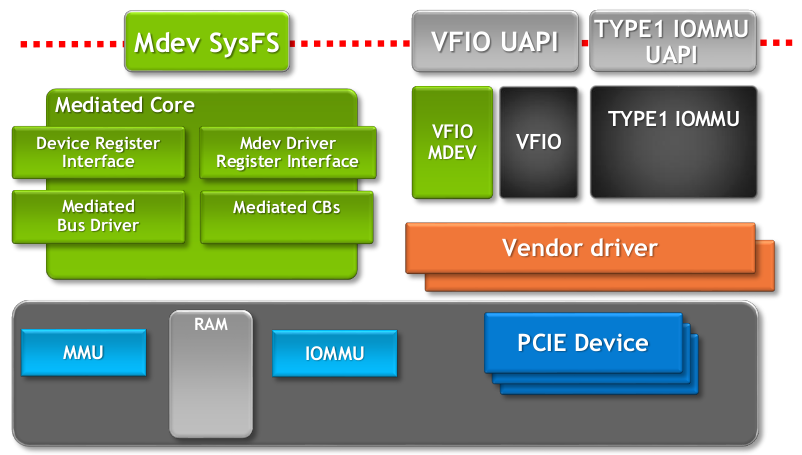 Mdev SysFS
VFIO UAPI
TYPE1 IOMMU
UAPI
Mediated Core
Device Register
Interface
Mdev Driver
Register Interface
Mediated
Bus Driver
Mediated CBs
VFIO
MDEV
VFIO
TYPE1 IOMMU
Vendor driver
MMU
RAM
IOMMU
PCIE Device